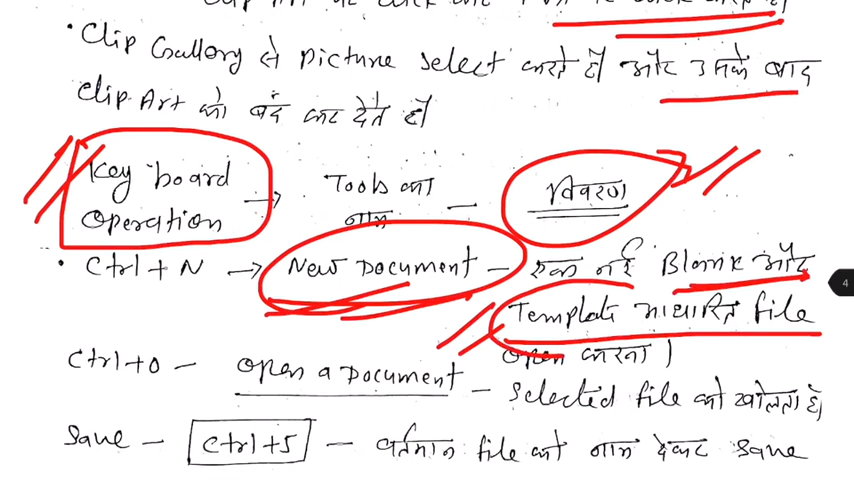 • Clip Gallory से Picture select करते हैं और उसके बाद
Clip Art को बंद कर देते हैं
Key board Operation → Tools का नाम — विवरण
• Ctrl + N → New Document — एक नई Blank और
Template आधारित file
open करना।
Ctrl+O — Open a Document — Selected file को खोलता है।
Save — Ctrl+S — वर्तमान file को नाम देकर save
4